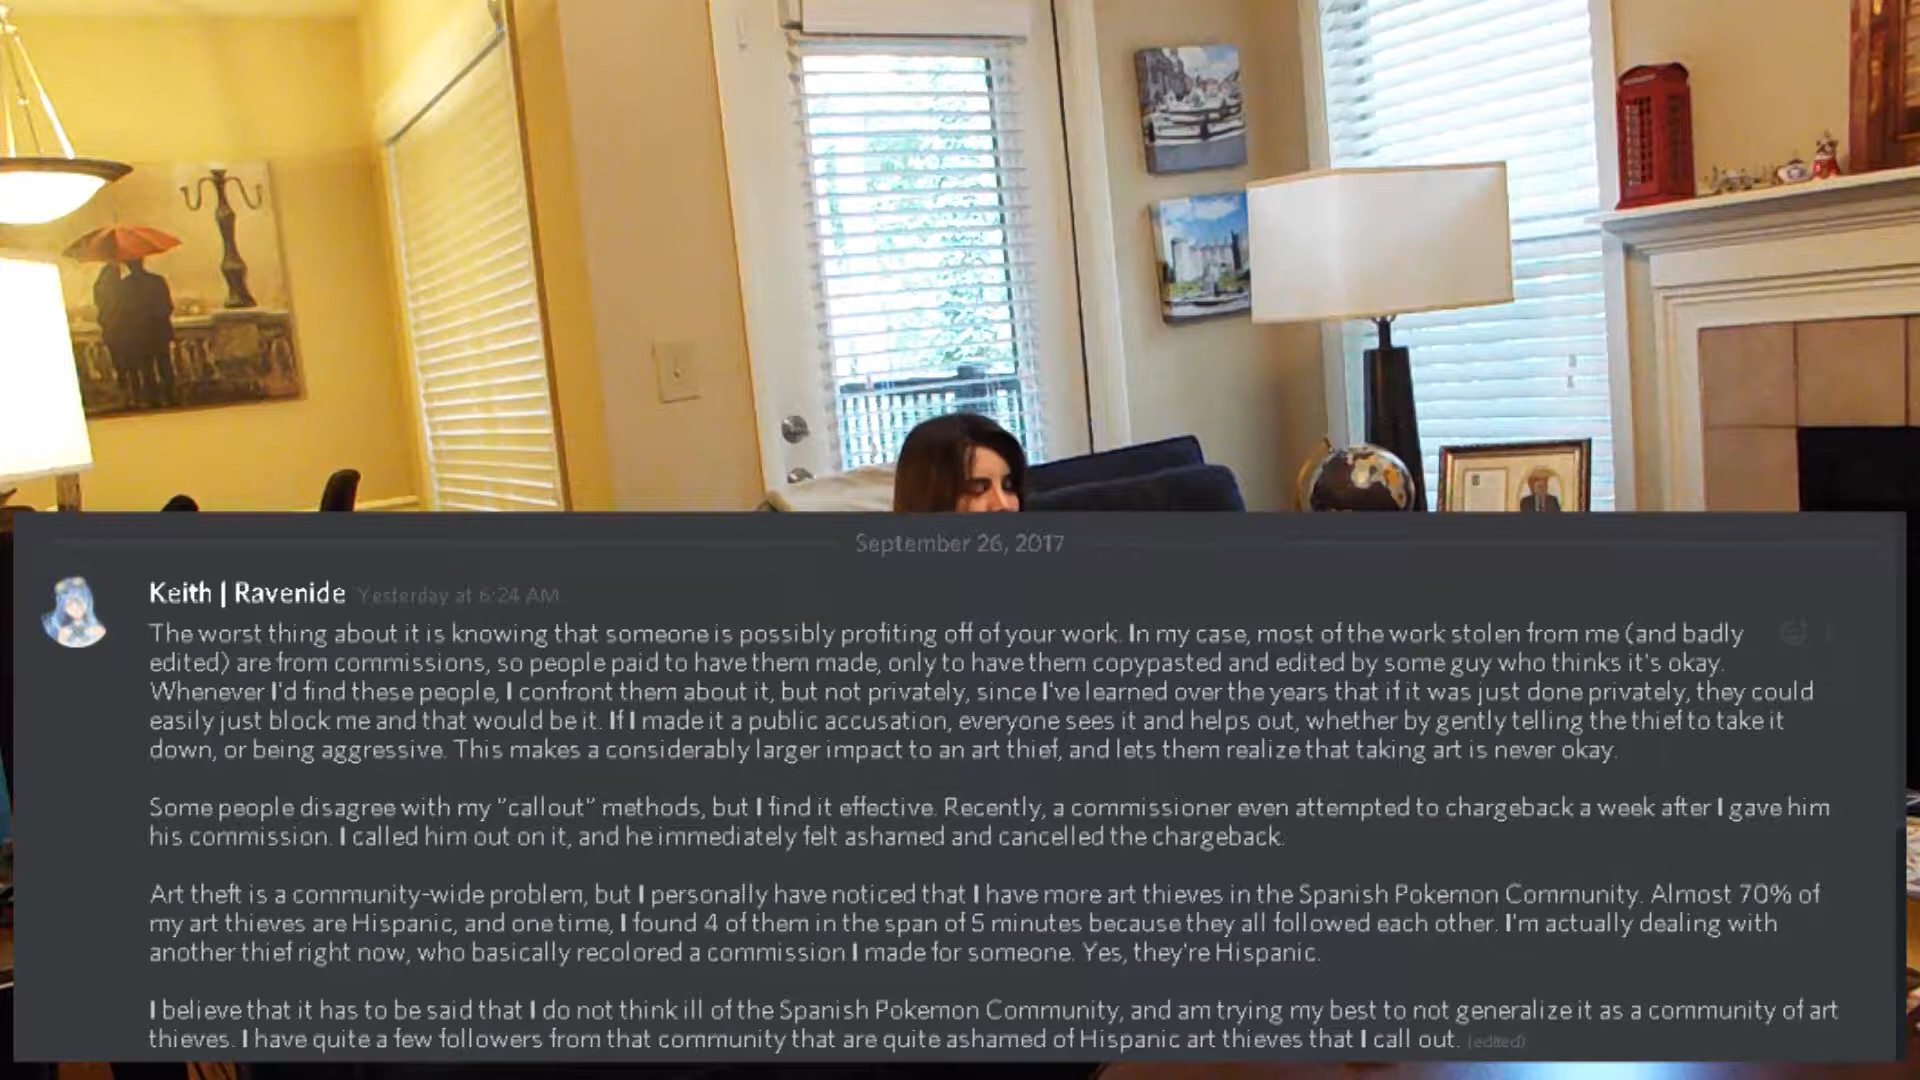 September 26, 2017
Keith | Ravenide Yesterday at 6:24 AM
The worst thing about it is knowing that someone is possibly profiting off of your work. In my case, most of the work stolen from me (and badly
edited) are from commissions, so people paid to have them made, only to have them copypasted and edited by some guy who thinks it's okay.
Whenever I'd find these people, I confront them about it, but not privately, since I've learned over the years that if it was just done privately, they could
easily just block me and that would be it. If I made it a public accusation, everyone sees it and helps out, whether by gently telling the thief to take it
down, or being aggressive. This makes a considerably larger impact to an art thief, and lets them realize that taking art is never okay.
Some people disagree with my "callout" methods, but I find it effective. Recently, a commissioner even attempted to chargeback a week after I gave him
his commission. I called him out on it, and he immediately felt ashamed and cancelled the chargeback.
Art theft is a community-wide problem, but I personally have noticed that I have more art thieves in the Spanish Pokemon Community. Almost 70% of
my art thieves are Hispanic, and one time, I found 4 of them in the span of 5 minutes because they all followed each other. I'm actually dealing with
another thief right now, who basically recolored a commission I made for someone. Yes, they're Hispanic.
I believe that it has to be said that I do not think ill of the Spanish Pokemon Community, and am trying my best to not generalize it as a community of art
thieves. I have quite a few followers from that community that are quite ashamed of Hispanic art thieves that I call out. (edited)